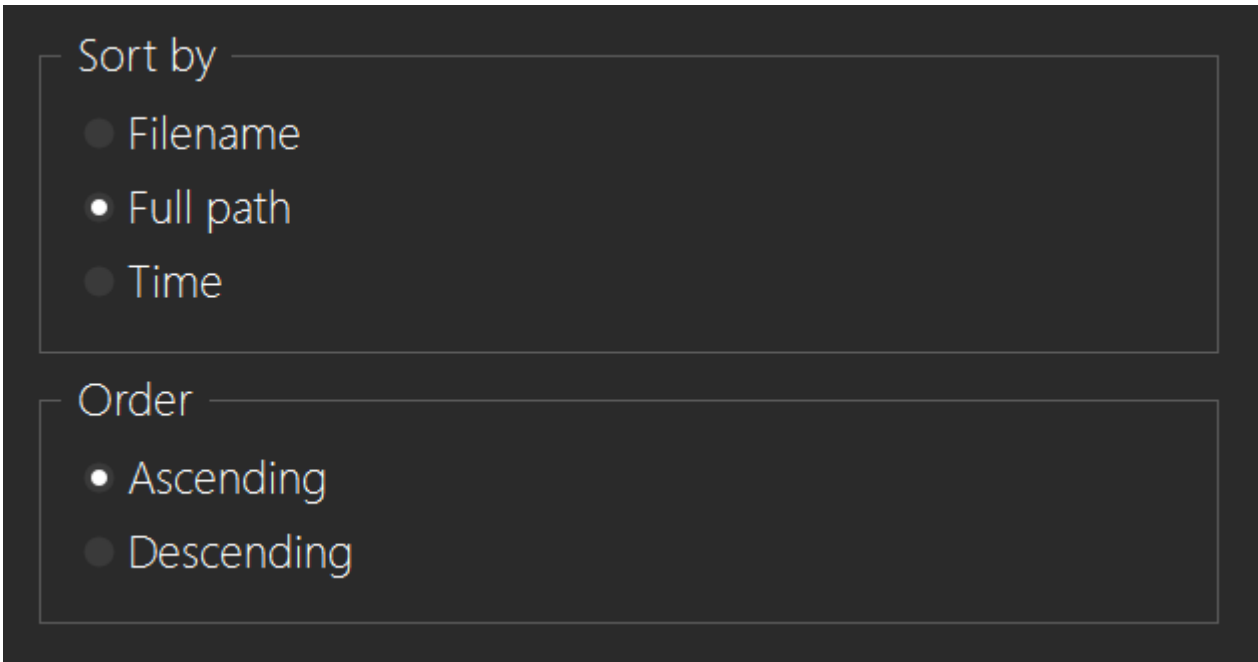 Sort by
Filename
Full path
Time
Order
Ascending
Descending